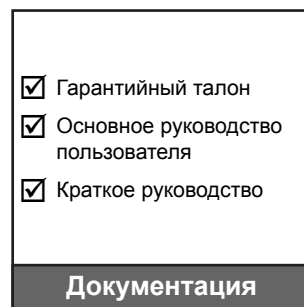 Гарантийный талон
Основное руководство
пользователя
Краткое руководство
Документация